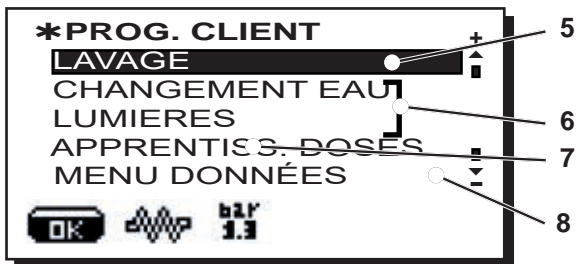 *PROG. CLIENT
LAVAGE
CHANGEMENT EAU
LUMIERES
APPRENTISS. DOSES
MENU DONNÉES
+
-
OK
bar
1.3
5
6
7
8